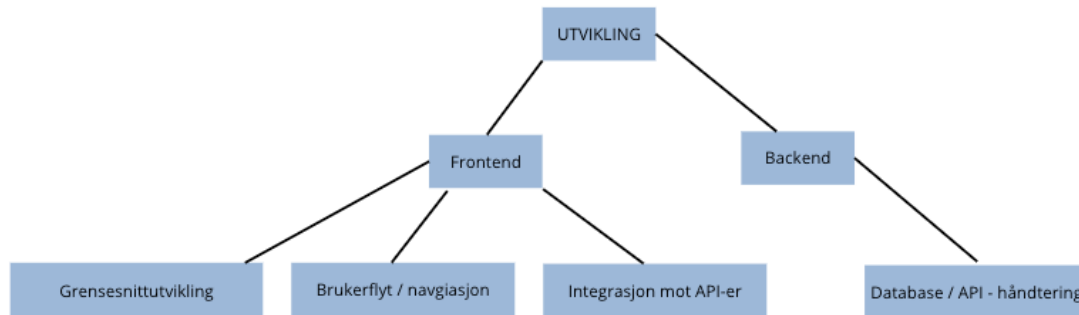 UTVIKLING
Frontend
Backend
Grensesnittutvikling
Brukerflyt / navgiasjon
Integrasjon mot API-er
Database / API - håndtering